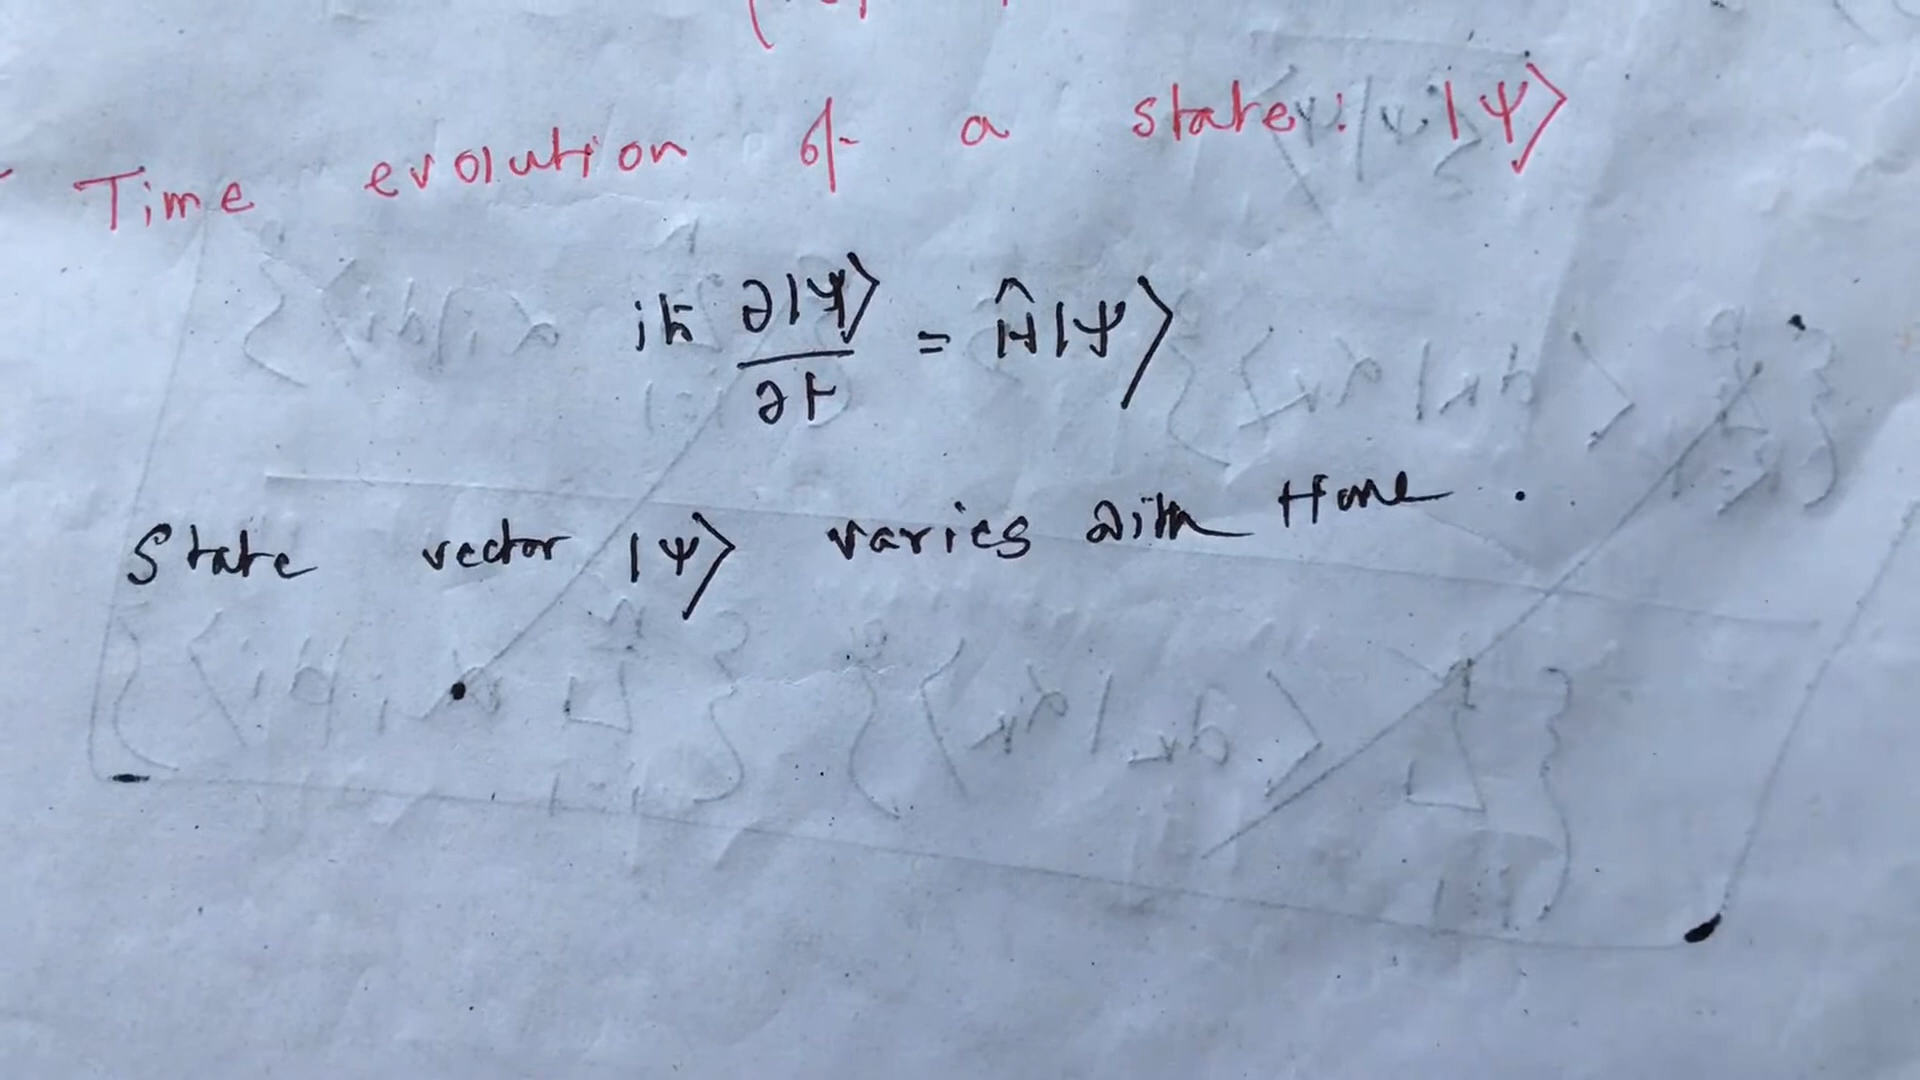 Time evolution of a state: |ψ⟩
iħ ∂|ψ⟩/∂t = Ĥ|ψ⟩
State vector |ψ⟩ varies with time.